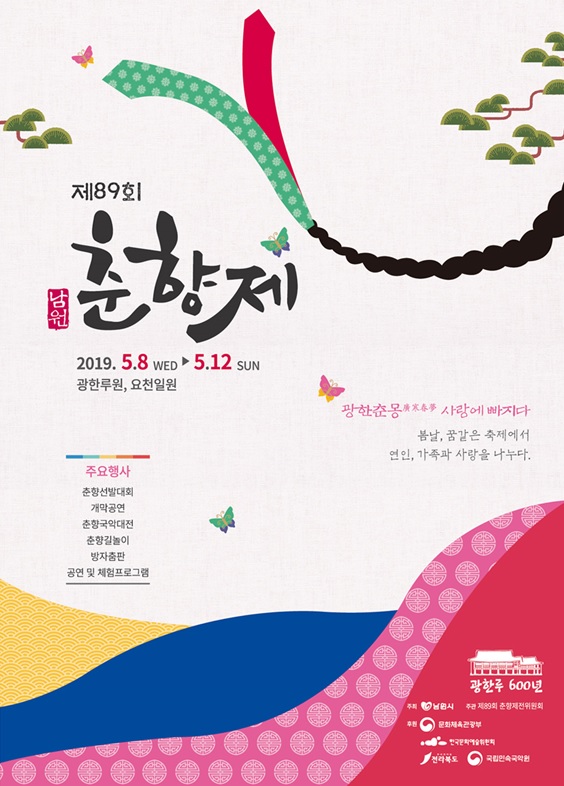 제89회
남원
춘향제
2019. 5.8 WED ▶ 5.12 SUN
광한루원, 요천일원
광한춘몽廣寒春夢 사랑에 빠지다
봄날, 꿈같은 축제에서
연인, 가족과 사랑을 나누다.
주요행사
춘향선발대회
개막공연
춘향국악대전
춘향길놀이
방자춤판
공연 및 체험프로그램
광한루 600년
주최 남원시 주관 제89회 춘향제전위원회
후원 문화체육관광부
한국문화예술위원회
전라북도 국립민속국악원